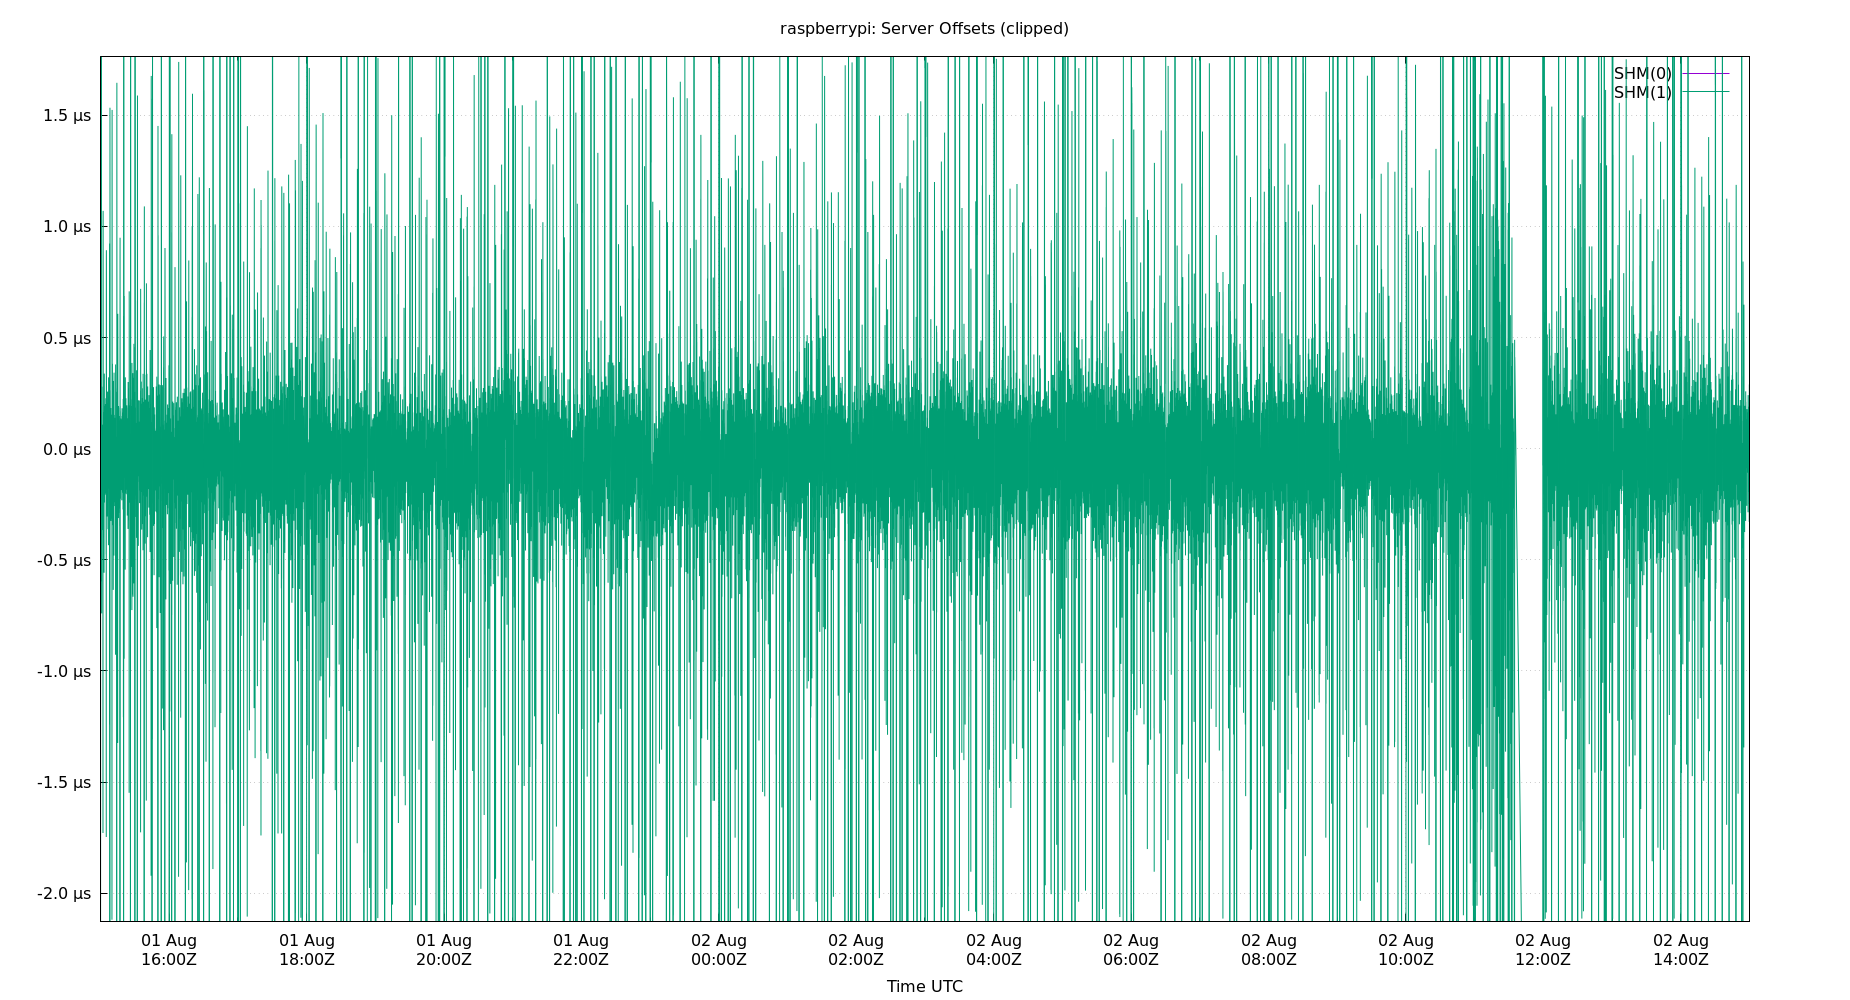 raspberrypi: Server Offsets (clipped)
SHM(0)
SHM(1)
1.5 µs
1.0 µs
0.5 µs
0.0 µs
-0.5 µs
-1.0 µs
-1.5 µs
-2.0 µs
01 Aug 01 Aug 01 Aug 01 Aug 02 Aug 02 Aug 02 Aug 02 Aug 02 Aug 02 Aug 02 Aug 02 Aug
16:00Z 18:00Z 20:00Z 22:00Z 00:00Z 02:00Z 04:00Z 06:00Z 08:00Z 10:00Z 12:00Z 14:00Z
Time UTC